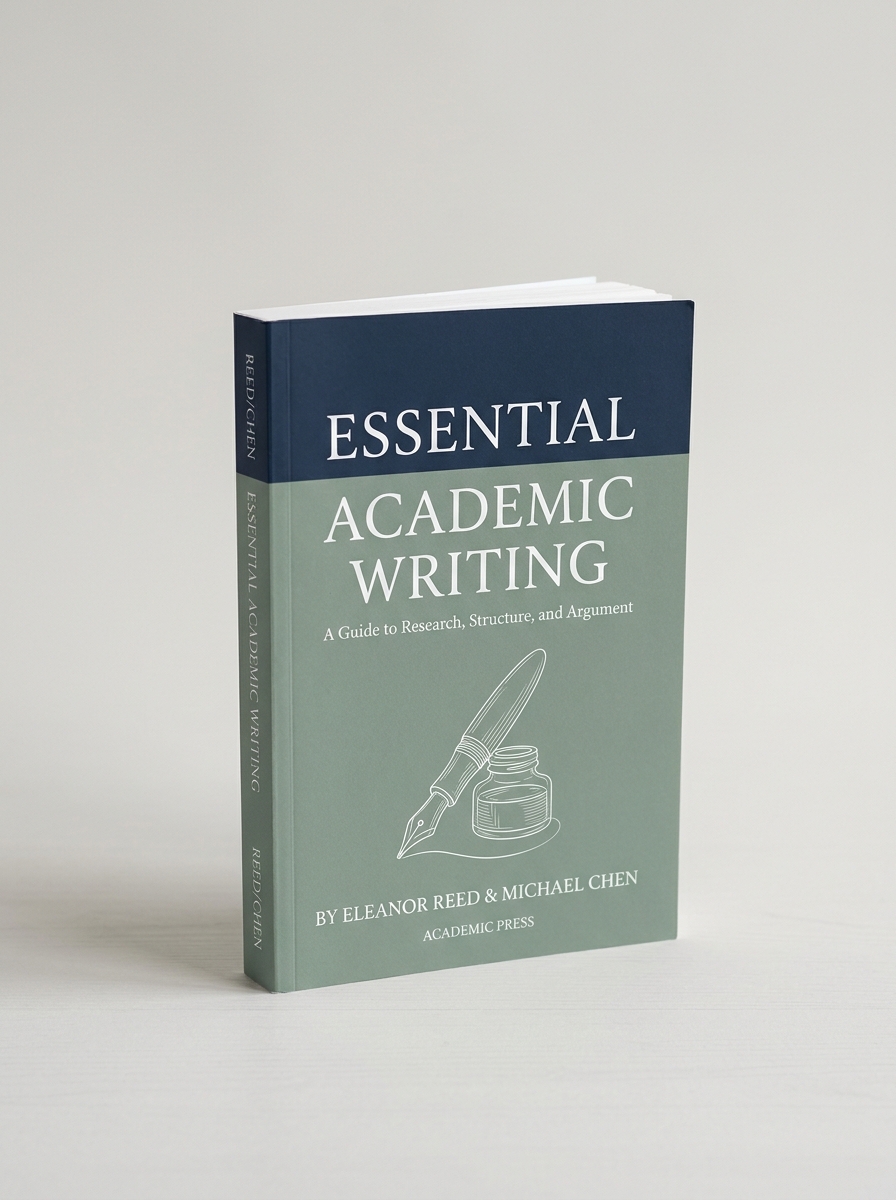 ESSENTIAL
ACADEMIC
WRITING
A Guide to Research, Structure, and Argument
BY ELEANOR REED & MICHAEL CHEN
ACADEMIC PRESS
REED/CHEN
ESSENTIAL ACADEMIC WRITING
REED/CHEN